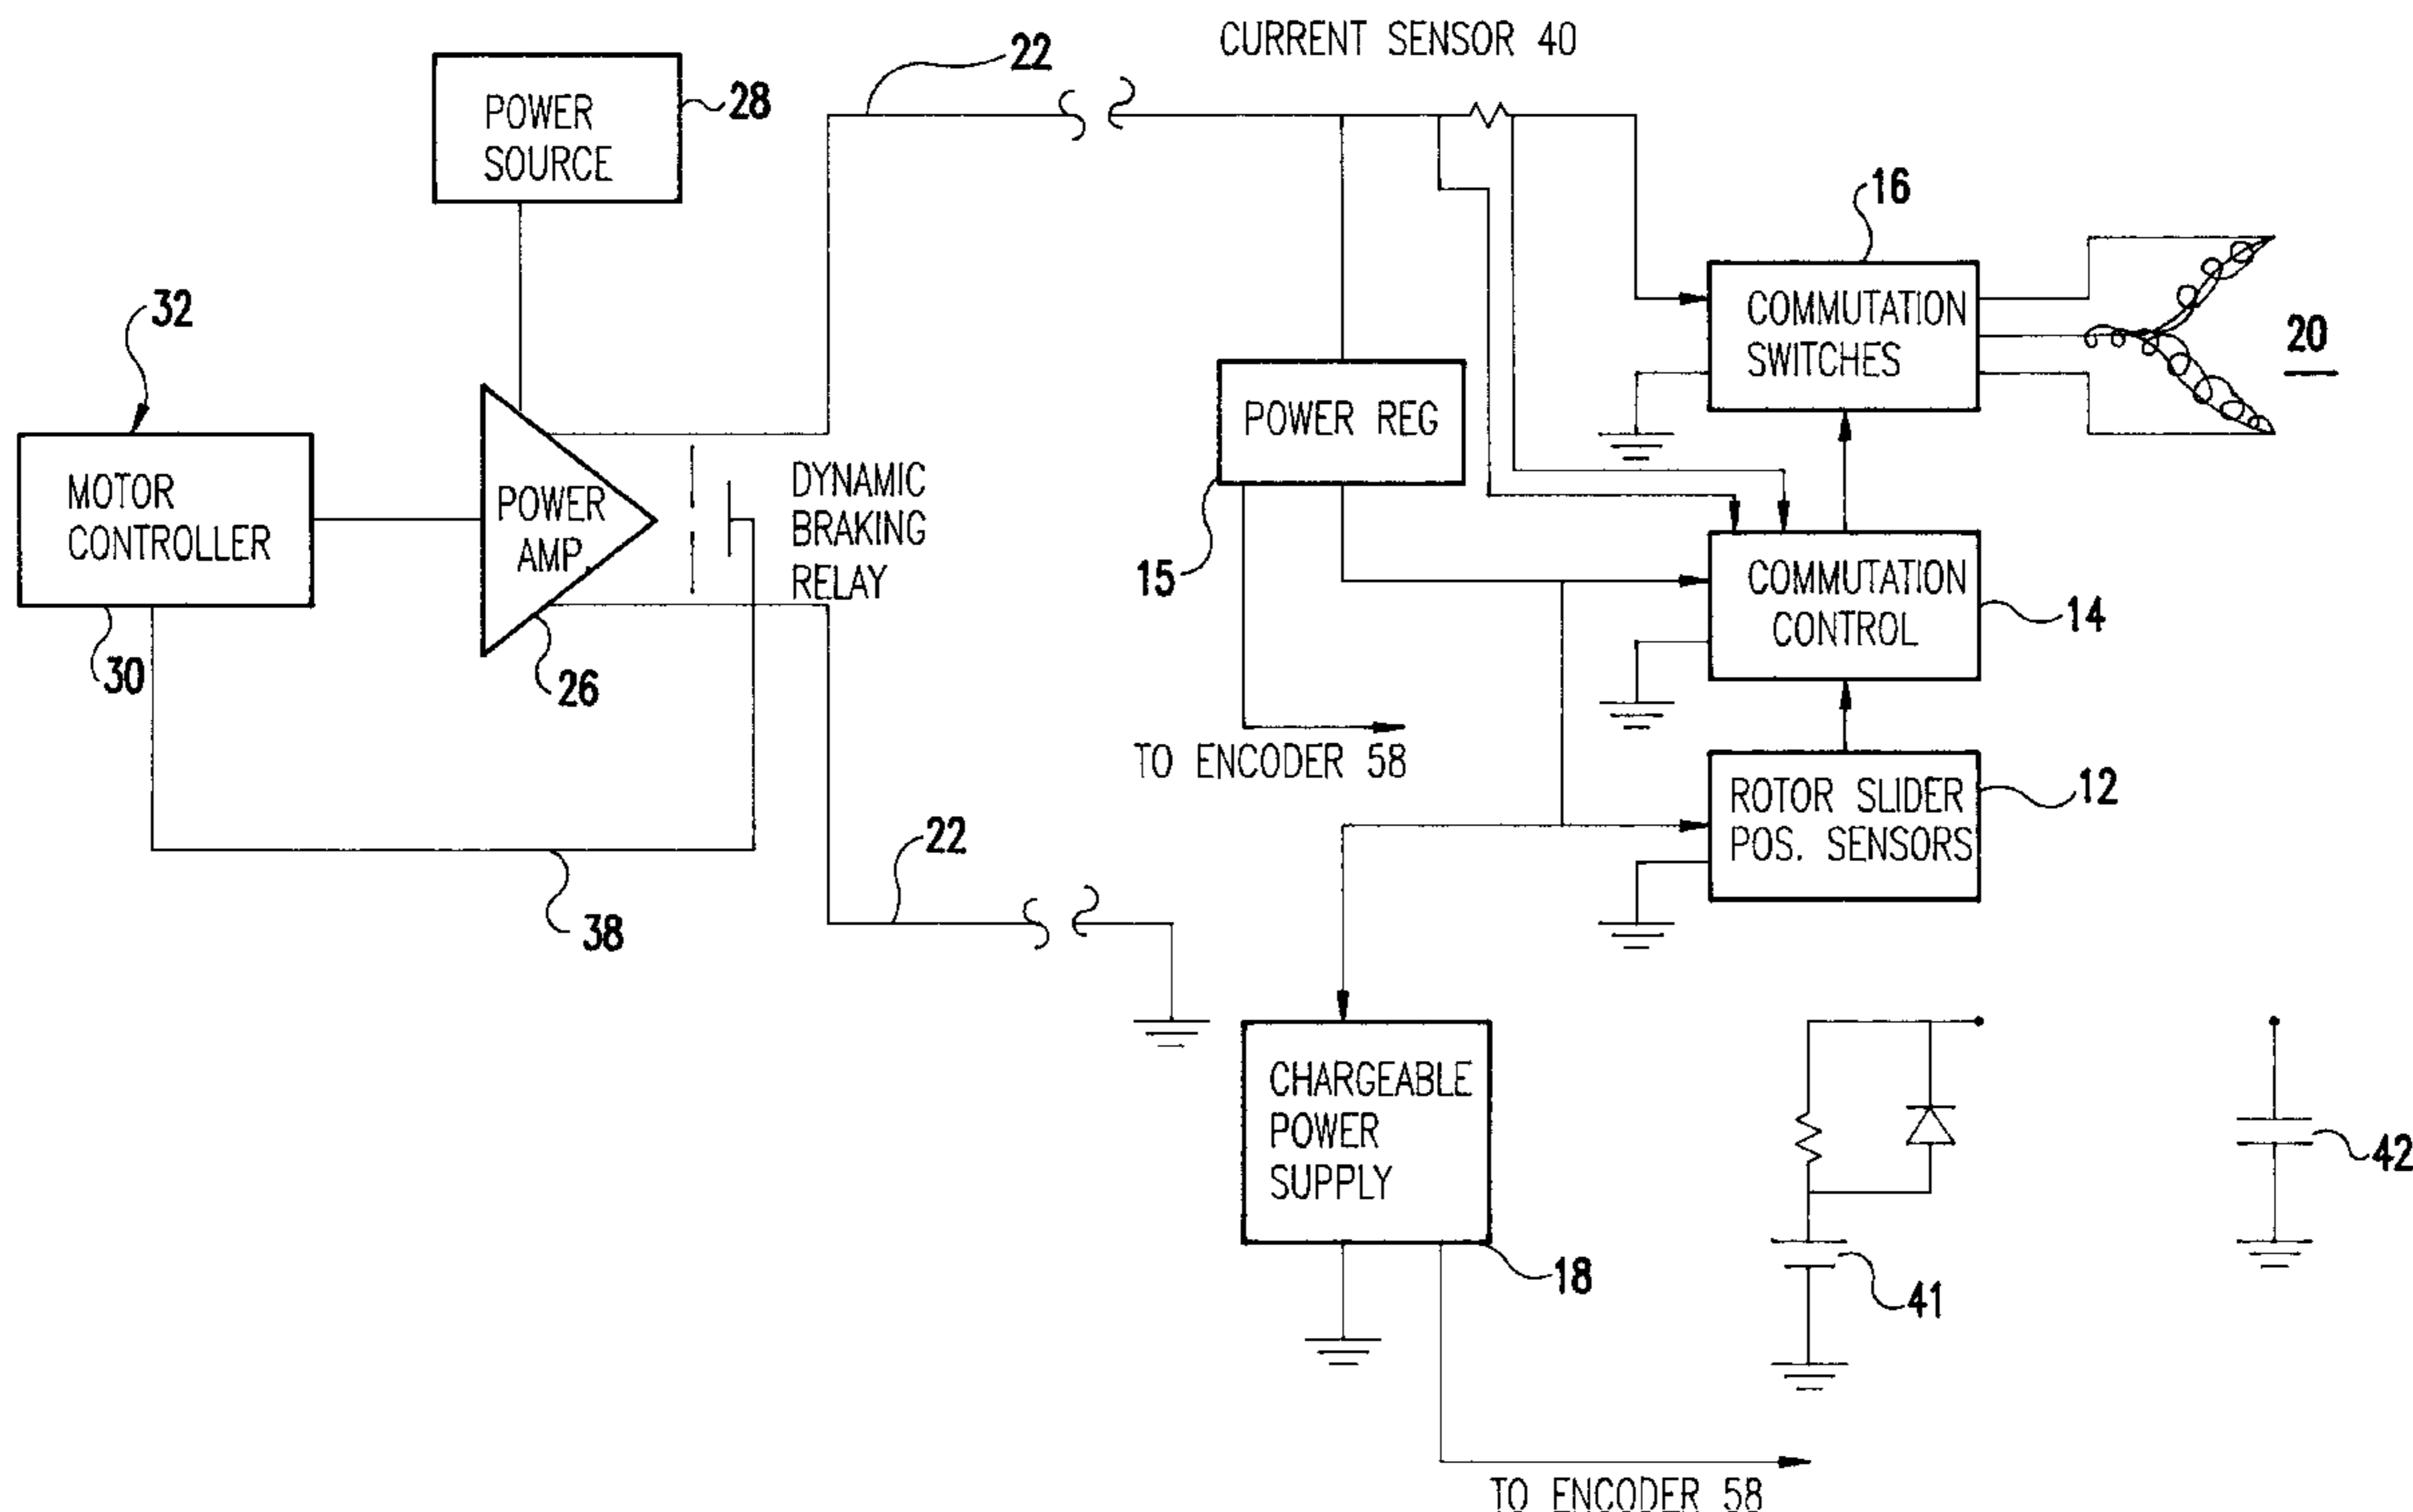 CURRENT SENSOR 40
22
POWER
SOURCE
28
16
32
COMMUTATION
SWITCHES
20
POWER REG
MOTOR
CONTROLLER
POWER
AMP.
DYNAMIC
BRAKING
RELAY
15
COMMUTATION
CONTROL
14
30
26
TO ENCODER 58
ROTOR SLIDER
POS. SENSORS
12
22
38
CHARGEABLE
POWER
SUPPLY
42
18
41
TO ENCODER 58